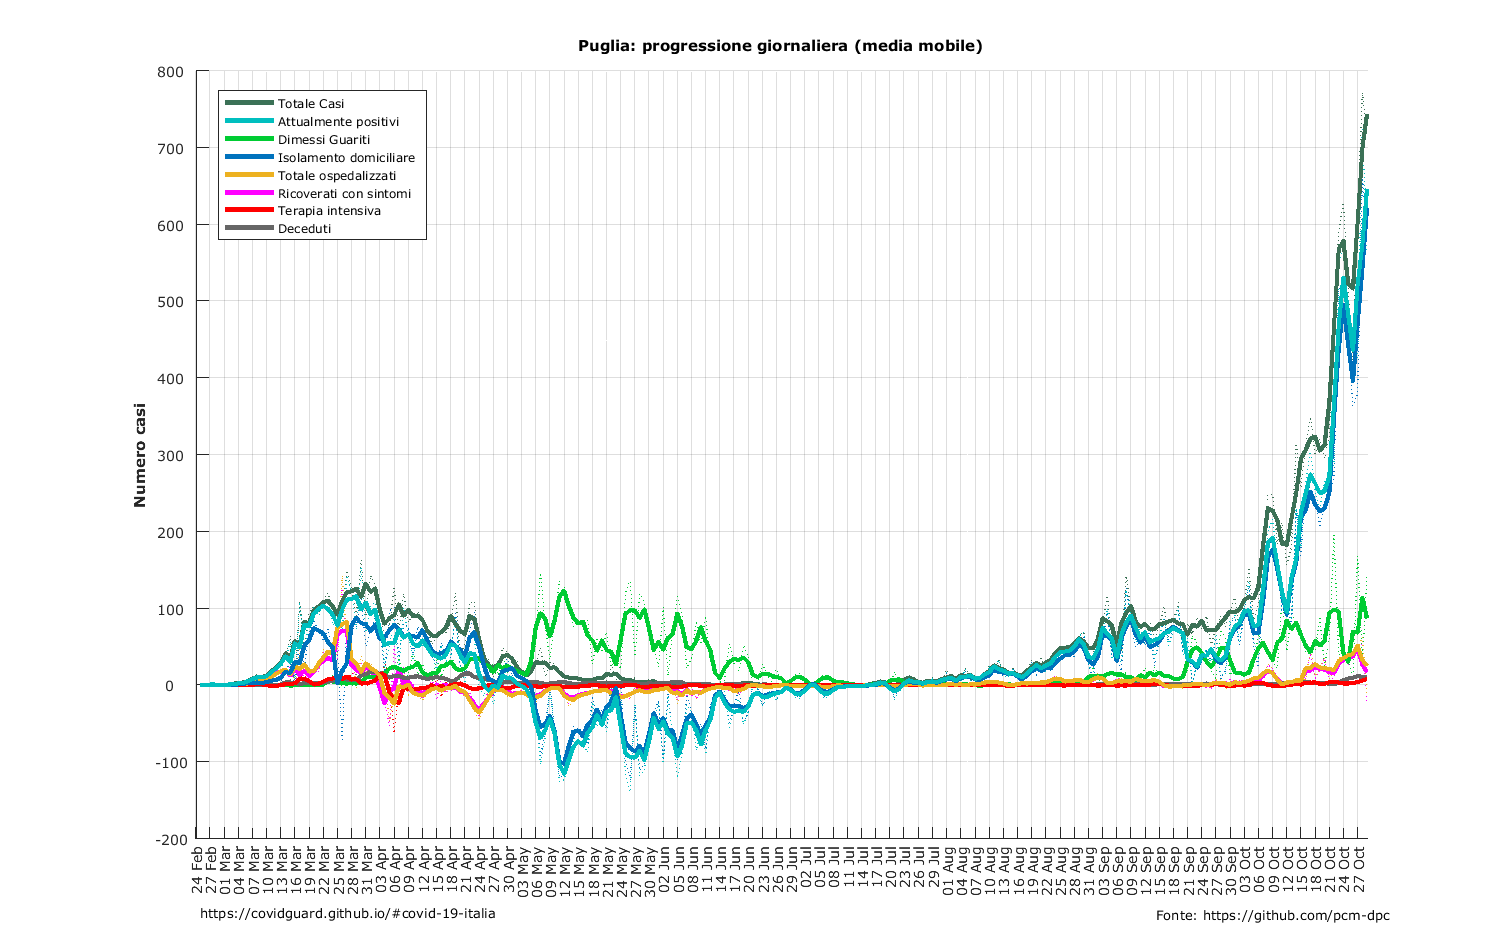 Puglia: progressione giornaliera (media mobile)
800
700
600
500
400
300
200
100
0
-100
-200
Numero casi
Totale Casi
Attualmente positivi
Dimessi Guariti
Isolamento domiciliare
Totale ospedalizzati
Ricoverati con sintomi
Terapia intensiva
Deceduti
24 Feb
27 Feb
01 Mar
04 Mar
07 Mar
10 Mar
13 Mar
16 Mar
19 Mar
22 Mar
25 Mar
28 Mar
31 Mar
03 Apr
06 Apr
09 Apr
12 Apr
15 Apr
18 Apr
21 Apr
24 Apr
27 Apr
30 Apr
03 May
06 May
09 May
12 May
15 May
18 May
21 May
24 May
27 May
30 May
02 Jun
05 Jun
08 Jun
11 Jun
14 Jun
17 Jun
20 Jun
23 Jun
26 Jun
29 Jun
02 Jul
05 Jul
08 Jul
11 Jul
14 Jul
17 Jul
20 Jul
23 Jul
26 Jul
29 Jul
01 Aug
04 Aug
07 Aug
10 Aug
13 Aug
16 Aug
19 Aug
22 Aug
25 Aug
28 Aug
31 Aug
03 Sep
06 Sep
09 Sep
12 Sep
15 Sep
18 Sep
21 Sep
24 Sep
27 Sep
30 Sep
03 Oct
06 Oct
09 Oct
12 Oct
15 Oct
18 Oct
21 Oct
24 Oct
27 Oct
https://covidguard.github.io/#covid-19-italia
Fonte: https://github.com/pcm-dpc